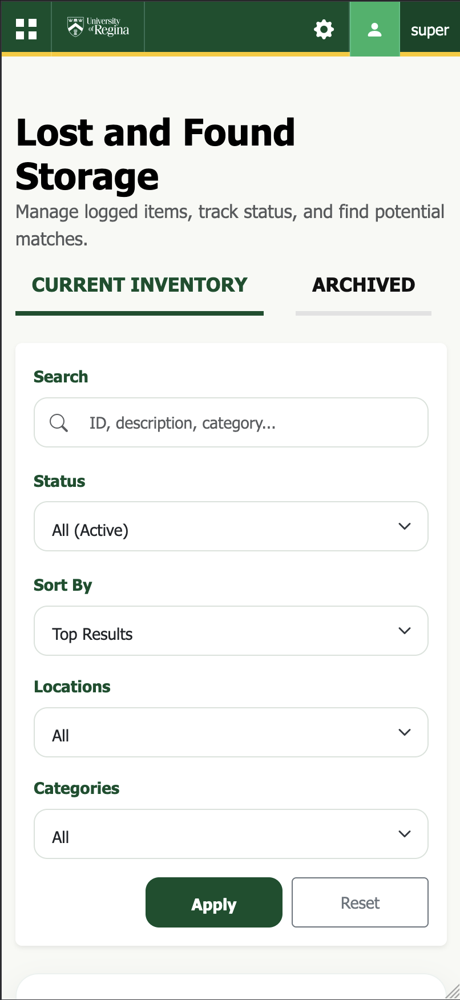 University
of Regina
super
Lost and Found
Storage
Manage logged items, track status, and find potential
matches.
CURRENT INVENTORY
ARCHIVED
Search
ID, description, category...
Status
All (Active)
Sort By
Top Results
Locations
All
Categories
All
Apply
Reset